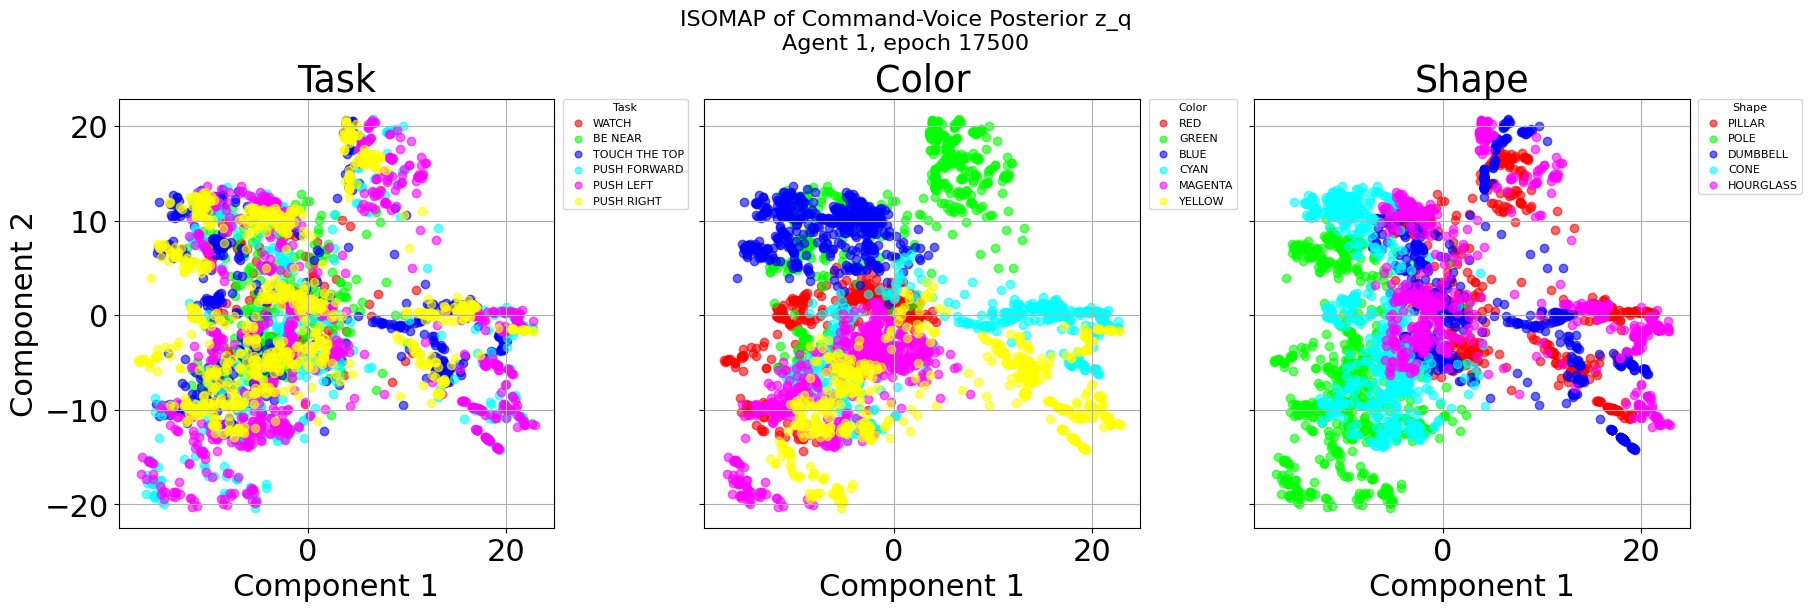 ISOMAP of Command-Voice Posterior z_q
Agent 1, epoch 17500
Task
Color
Shape
Component 2
20
10
0
−10
−20
0
20
Component 1
Task
WATCH
BE NEAR
TOUCH THE TOP
PUSH FORWARD
PUSH LEFT
PUSH RIGHT
0
20
Component 1
Color
RED
GREEN
BLUE
CYAN
MAGENTA
YELLOW
0
20
Component 1
Shape
PILLAR
POLE
DUMBBELL
CONE
HOURGLASS